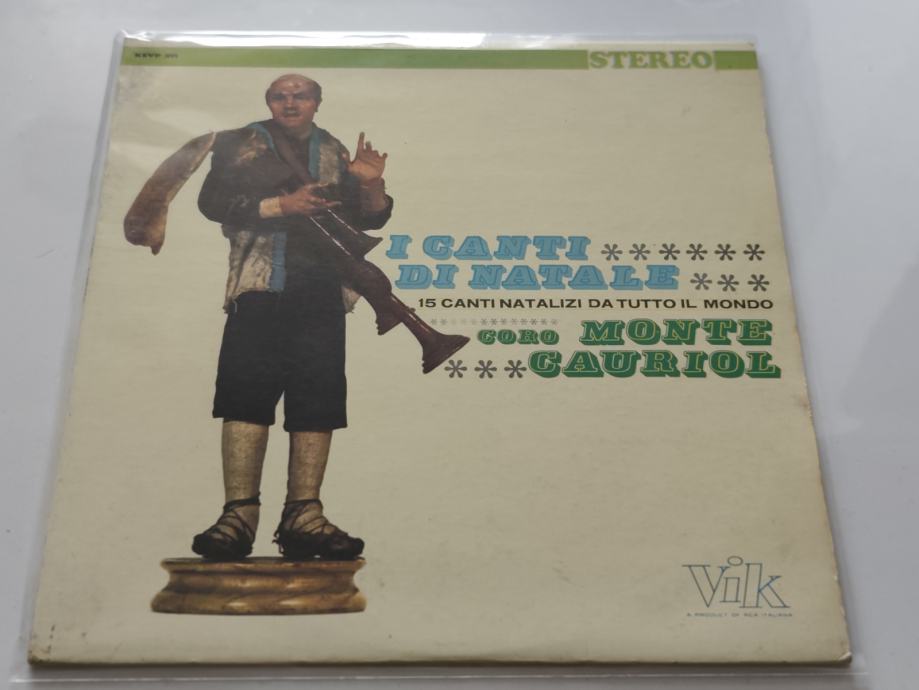 STEREO
I CANTI ******
DI NATALE ***
15 CANTI NATALIZI DA TUTTO IL MONDO
CORO MONTE
***CAURIOL
Vik
A PRODUCT OF RCA ITALIANA